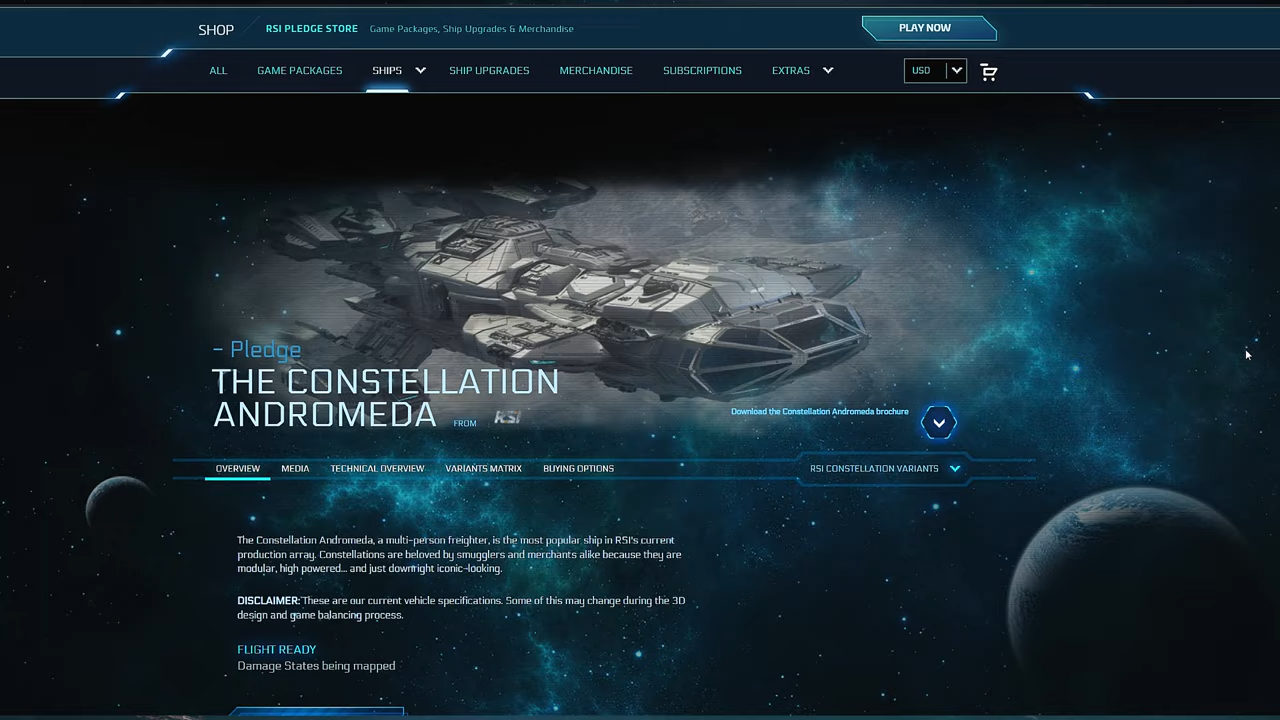 SHOP
RSI PLEDGE STORE Game Packages, Ship Upgrades & Merchandise
PLAY NOW
ALL GAME PACKAGES SHIPS SHIP UPGRADES MERCHANDISE SUBSCRIPTIONS EXTRAS USD
– Pledge
THE CONSTELLATION
ANDROMEDA FROM RSI
Download the Constellation Andromeda brochure
OVERVIEW MEDIA TECHNICAL OVERVIEW VARIANTS MATRIX BUYING OPTIONS RSI CONSTELLATION VARIANTS
The Constellation Andromeda, a multi-person freighter, is the most popular ship in RSI's current
production array. Constellations are beloved by smugglers and merchants alike because they are
modular, high powered... and just downright iconic-looking.
DISCLAIMER: These are our current vehicle specifications. Some of this may change during the 3D
design and game balancing process.
FLIGHT READY
Damage States being mapped